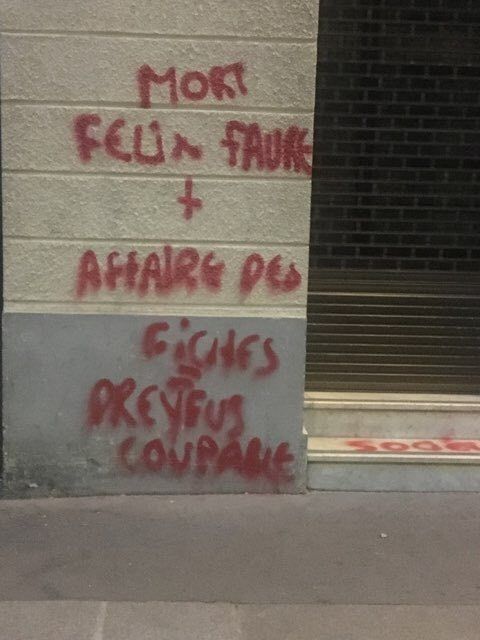 MORT
FELIX FAURE
+
AFFAIRE DES
FICHES
=
DREYFUS
COUPABLE